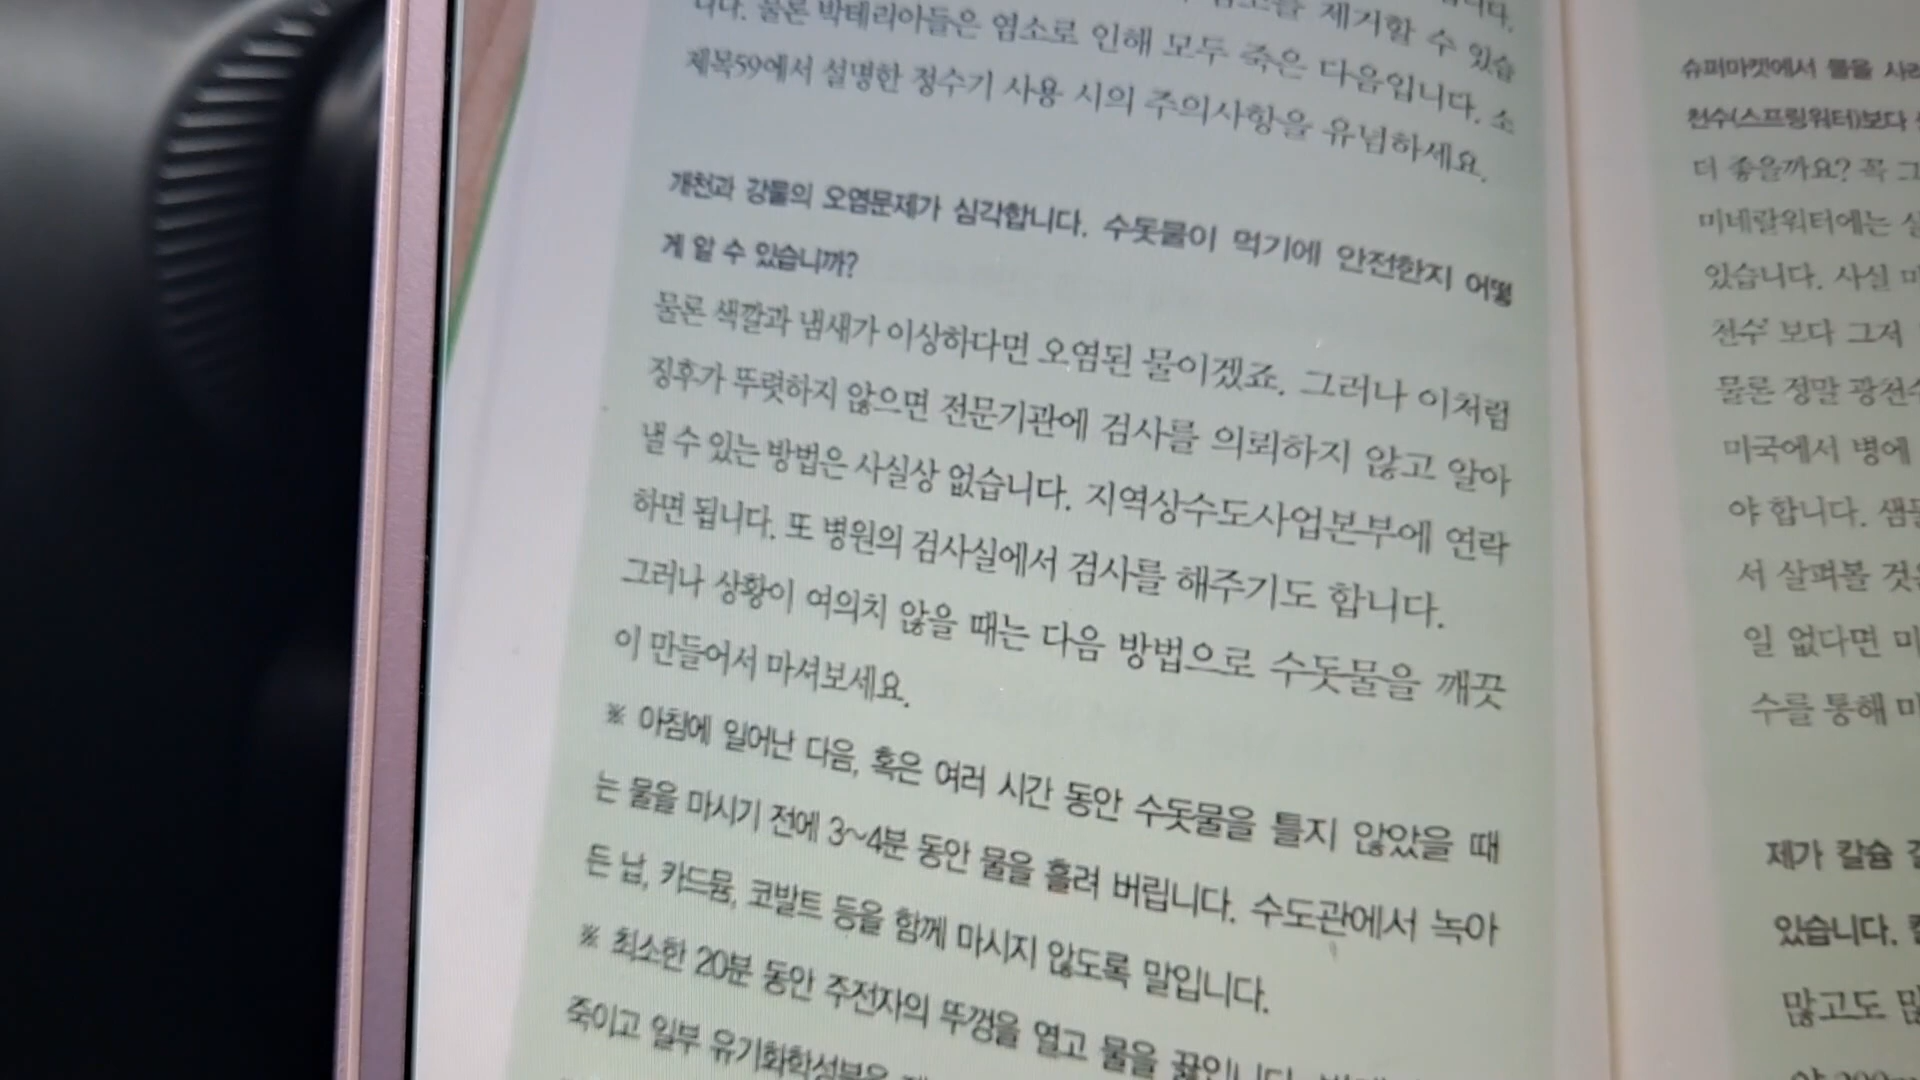 제거할 수 있습
니다. 물론 박테리아들은 염소로 인해 모두 죽은 다음입니다. 소
제목59에서 설명한 정수기 사용 시의 주의사항을 유념하세요.
개천과 강물의 오염문제가 심각합니다. 수돗물이 먹기에 안전한지 어떻
게 알 수 있습니까?
물론 색깔과 냄새가 이상하다면 오염된 물이겠죠. 그러나 이처럼
징후가 뚜렷하지 않으면 전문기관에 검사를 의뢰하지 않고 알아
낼 수 있는 방법은 사실상 없습니다. 지역상수도사업본부에 연락
하면 됩니다. 또 병원의 검사실에서 검사를 해주기도 합니다.
그러나 상황이 여의치 않을 때는 다음 방법으로 수돗물을 깨끗
이 만들어서 마셔보세요.
※ 아침에 일어난 다음, 혹은 여러 시간 동안 수돗물을 틀지 않았을 때
는 물을 마시기 전에 3~4분 동안 물을 흘려 버립니다. 수도관에서 녹아
든 납, 카드뮴, 코발트 등을 함께 마시지 않도록 말입니다.
※ 최소한 20분 동안 주전자의 뚜껑을 열고 물을 끓입니다.
죽이고 일부 유기화학성분을
슈퍼마켓에서 물을
천수(스프링워터)보다
더 좋을까요? 꼭
미네랄워터에는
있습니다. 사실
천수' 보다 그저
물론 정말
미국에서 병에
야 합니다.
서 살펴볼
일 없다면
수를 통해
제가 칼슘
있습니다.
많고도